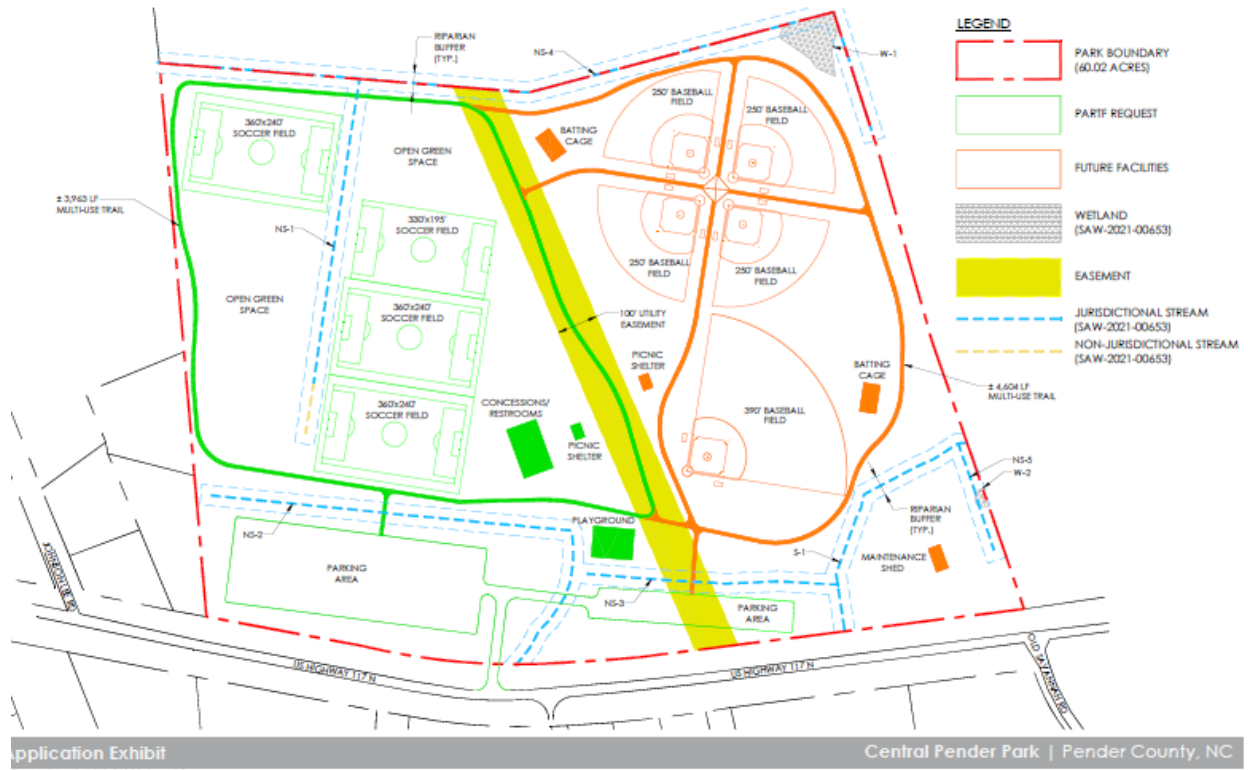 LEGEND
PARK BOUNDARY
(60.02 ACRES)
PARTF REQUEST
FUTURE FACILITIES
WETLAND
(SAW-2021-00653)
EASEMENT
JURISDICTIONAL STREAM
(SAW-2021-00653)
NON-JURISDICTIONAL STREAM
(SAW-2021-00653)
RIPARIAN
BUFFER
(TYP.)
NS-4
W-1
250' BASEBALL
FIELD
250' BASEBALL
FIELD
360'x240'
SOCCER FIELD
BATTING
CAGE
OPEN GREEN
SPACE
± 3,963 LF
MULTI-USE TRAIL
NS-1
330'x195'
SOCCER FIELD
250' BASEBALL
FIELD
250' BASEBALL
FIELD
OPEN GREEN
SPACE
360'x240'
SOCCER FIELD
100' UTILITY
EASEMENT
PICNIC
SHELTER
BATTING
CAGE
± 4,604 LF
MULTI-USE TRAIL
360'x240'
SOCCER FIELD
CONCESSIONS/
RESTROOMS
390' BASEBALL
FIELD
PICNIC
SHELTER
NS-5
W-2
RIPARIAN
BUFFER
(TYP.)
NS-2
PLAYGROUND
S-1
MAINTENANCE
SHED
PARKING
AREA
NS-3
PARKING
AREA
US HIGHWAY 117 N
US HIGHWAY 117 N
OLD SAVANNAH RD
Application Exhibit
Central Pender Park | Pender County, NC